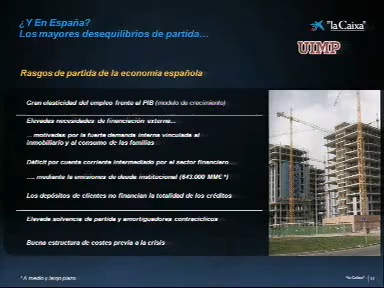 ¿Y En España?
Los mayores desequilibrios de partida…
"la Caixa"
UIMP
Rasgos de partida de la economía española
Gran elasticidad del empleo frente al PIB (modelo de crecimiento)
Elevadas necesidades de financiación externa...
... motivadas por la fuerte demanda interna vinculada al
inmobiliario y al consumo de las familias
Déficit por cuenta corriente intermediado por el sector financiero....
.... mediante la emisiones de deuda institucional (643.000 MM€ *)
Los depósitos de clientes no financian la totalidad de los créditos
Elevada solvencia de partida y amortiguadores contracíclicos
Buena estructura de costes previa a la crisis
* A medio y largo plazo
"la Caixa"